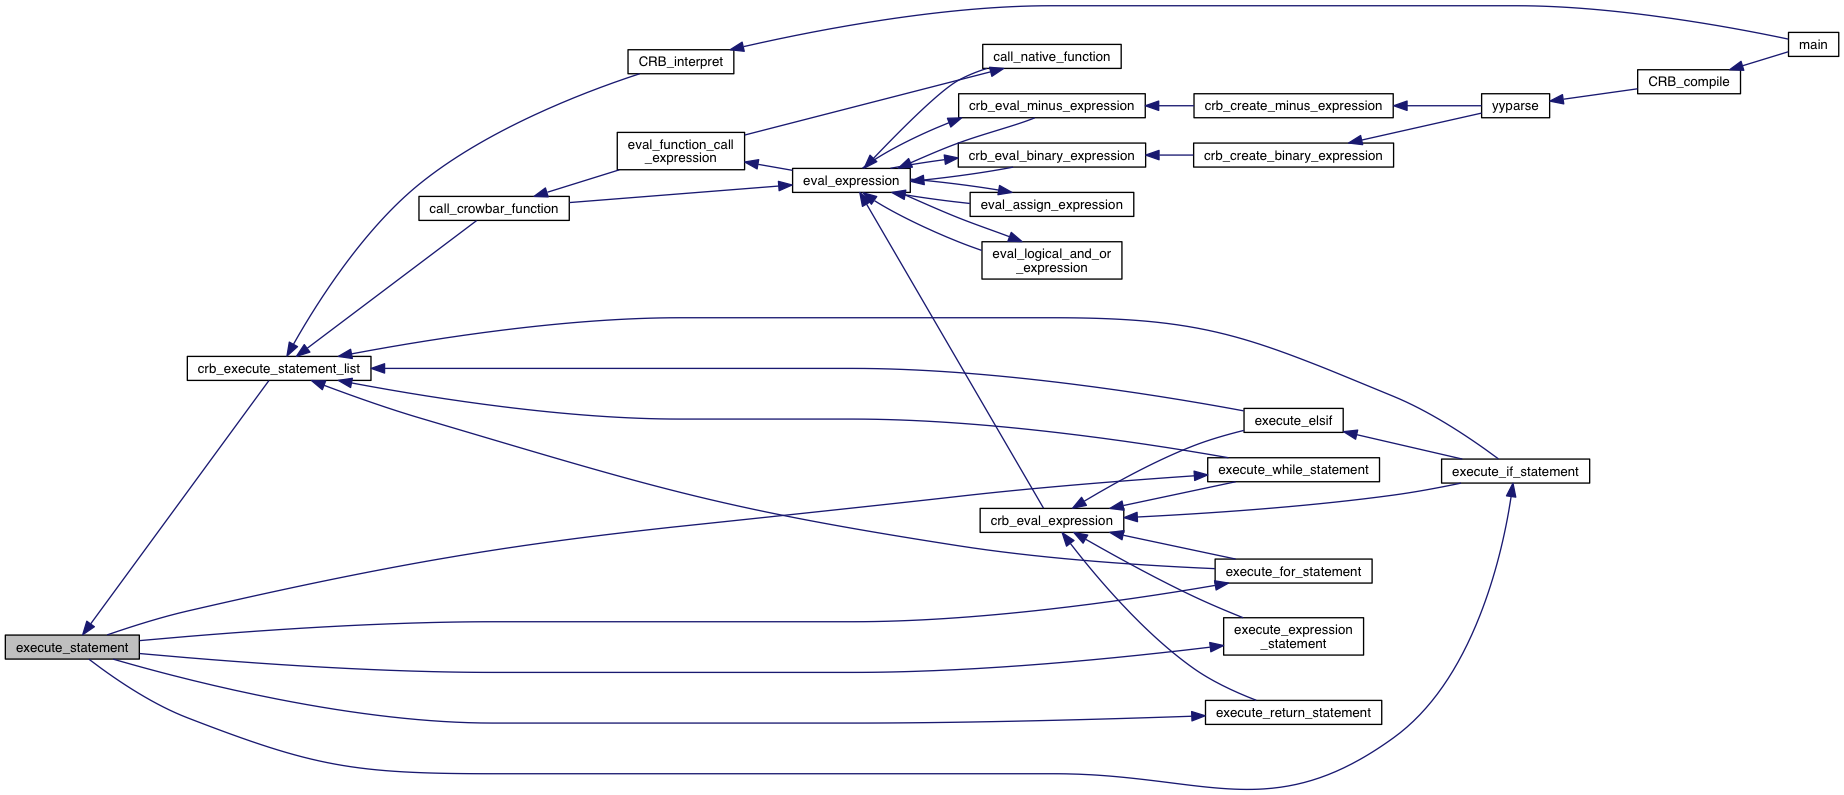 main
call_native_function
CRB_interpret
CRB_compile
crb_eval_minus_expression
crb_create_minus_expression
yyparse
eval_function_call
_expression
crb_eval_binary_expression
crb_create_binary_expression
eval_expression
call_crowbar_function
eval_assign_expression
eval_logical_and_or
_expression
crb_execute_statement_list
execute_elsif
execute_while_statement
execute_if_statement
crb_eval_expression
execute_for_statement
execute_expression
_statement
execute_statement
execute_return_statement